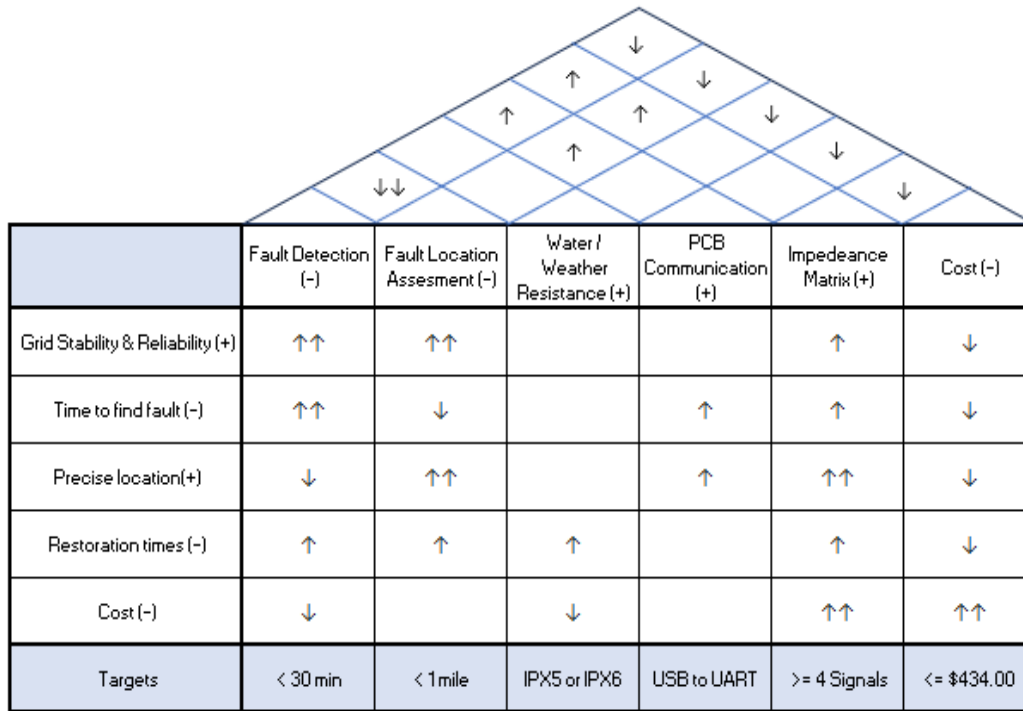 ↓
↑ ↓
↑ ↑ ↓
↑ ↓
↓↓ ↓
Fault Detection
(-)
Fault Location
Assesment (-)
Water /
Weather
Resistance (+)
PCB
Communication
(+)
Impedeance
Matrix (+)
Cost (-)
Grid Stability & Reliability (+) ↑↑ ↑↑ ↑ ↓
Time to find fault (-) ↑↑ ↓ ↑ ↑ ↓
Precise location(+) ↓ ↑↑ ↑ ↑↑ ↓
Restoration times (-) ↑ ↑ ↑ ↑ ↓
Cost (-) ↓ ↓ ↑↑ ↑↑
Targets < 30 min < 1 mile IPX5 or IPX6 USB to UART >= 4 Signals <= $434.00